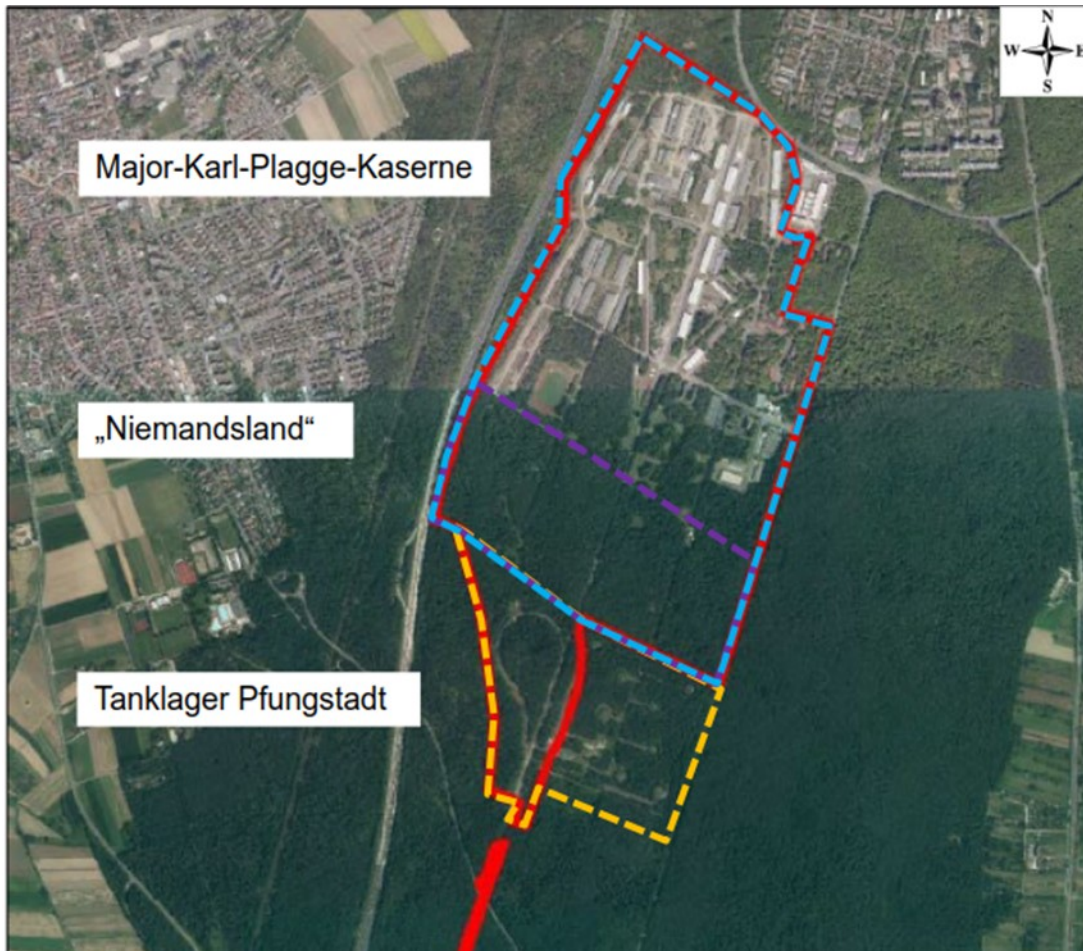 N
W E
S
Major-Karl-Plagge-Kaserne
„Niemandsland“
Tanklager Pfungstadt